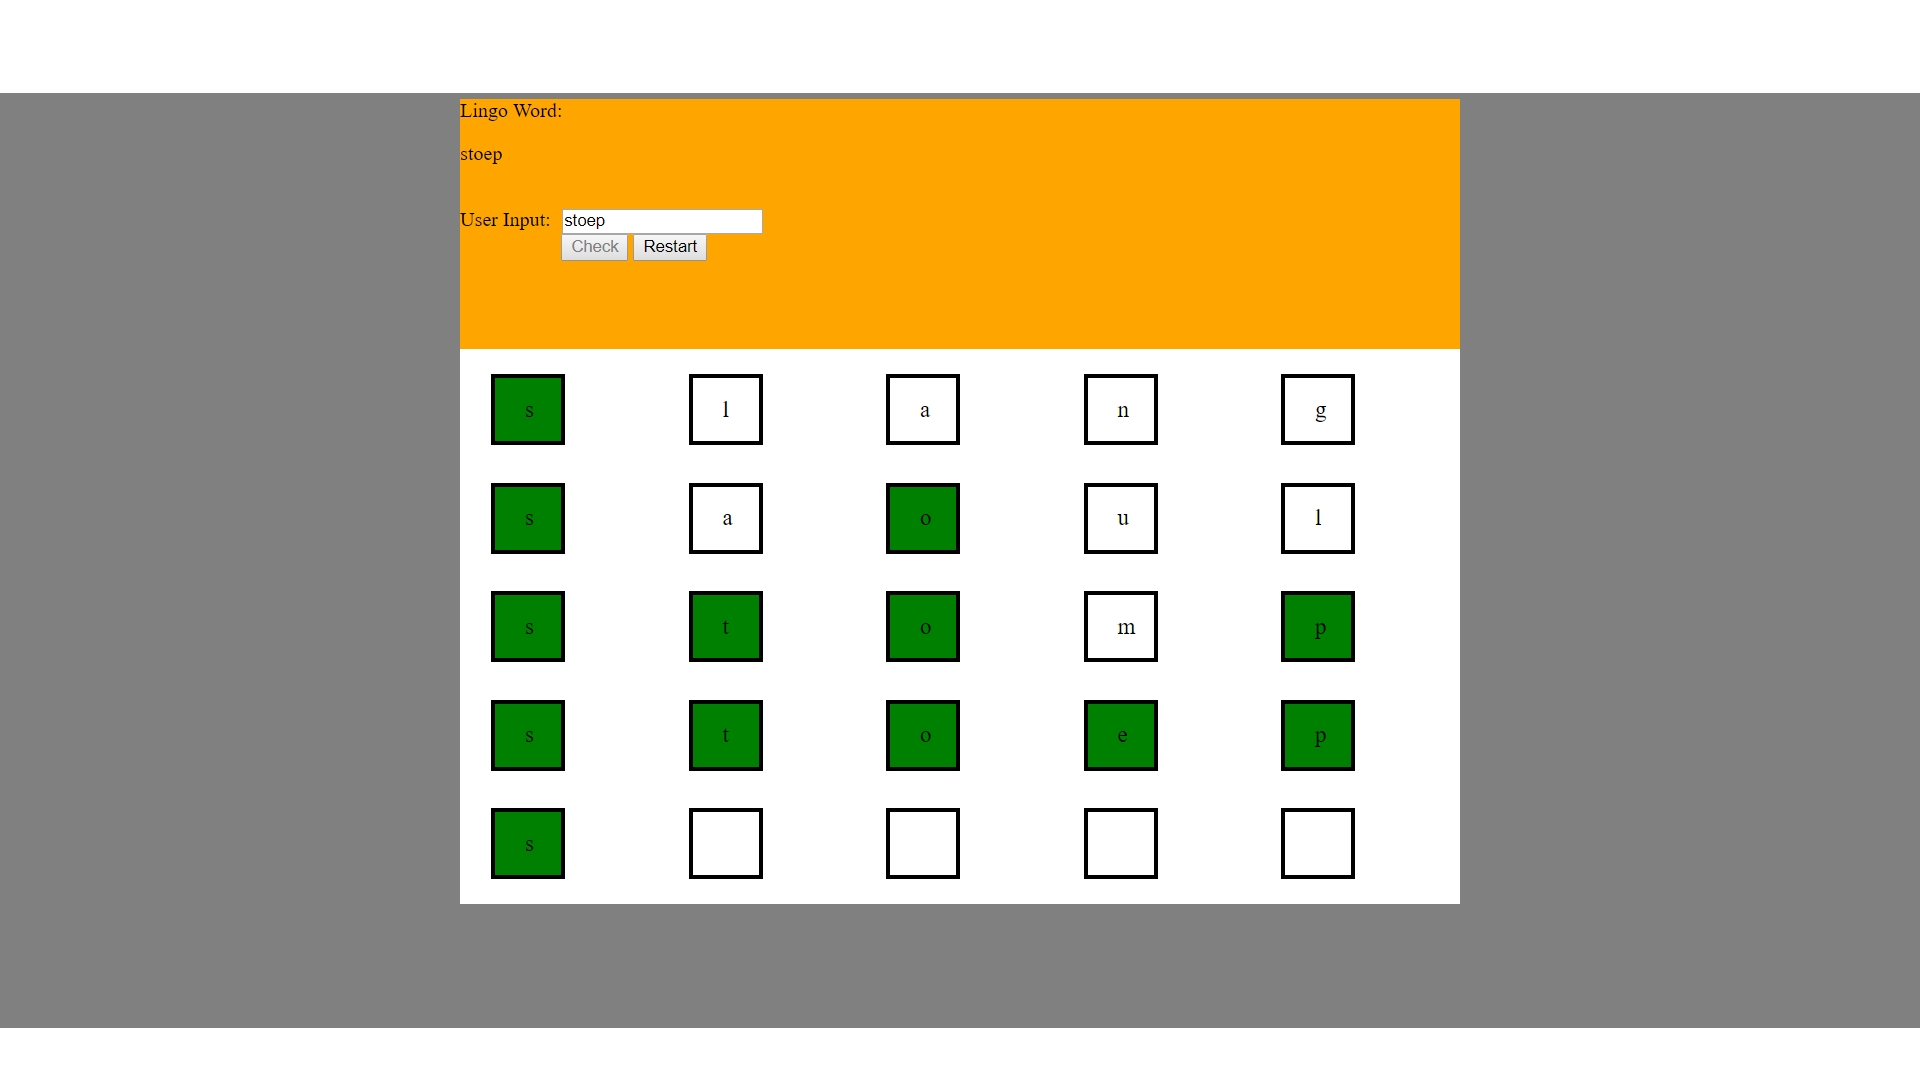 Lingo Word:
stoep
User Input: stoep
Check Restart
s l a n g
s a o u l
s t o m p
s t o e p
s